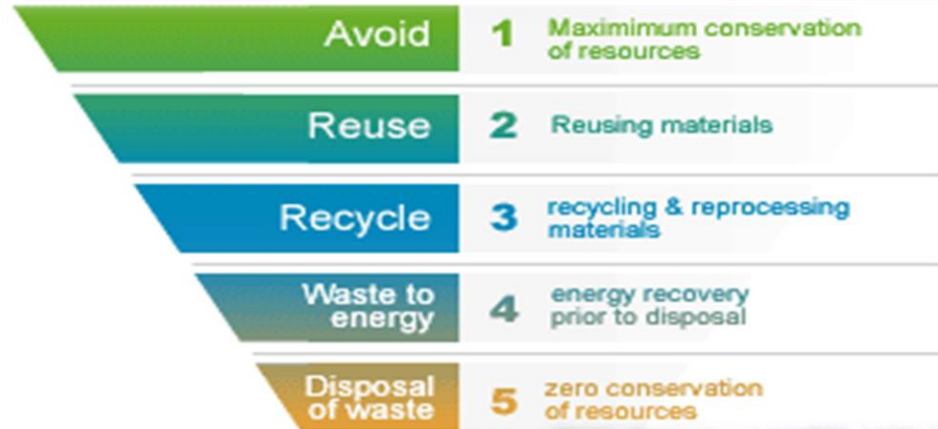 Avoid 1 Maximimum conservation
of resources
Reuse 2 Reusing materials
Recycle 3 recycling & reprocessing
materials
Waste to
energy 4 energy recovery
prior to disposal
Disposal
of waste 5 zero conservation
of resources